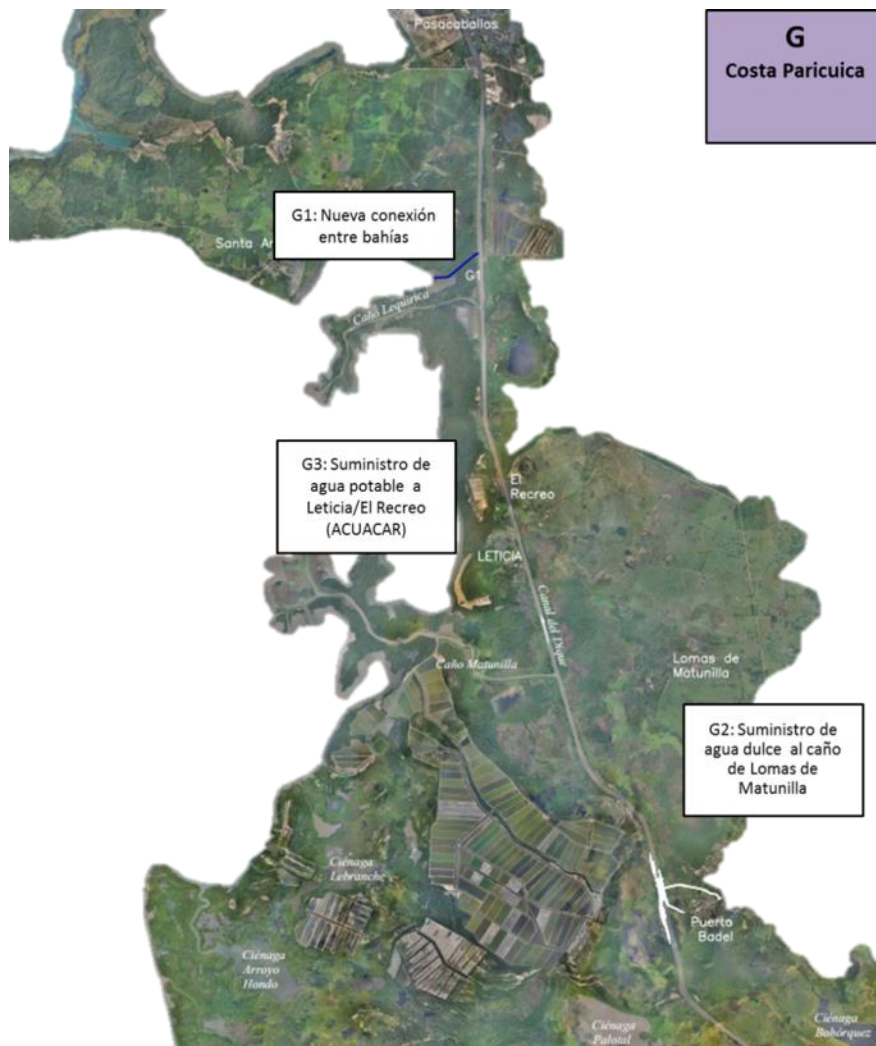 Pasacaballos
G
Costa Paricuica
G1: Nueva conexión
entre bahías
Santa
G1
Caño Lequirica
G3: Suministro de
agua potable a
Leticia/El Recreo
(ACUACAR)
El
Recreo
LETICIA
Canal del Dique
Caño Matunilla
Lomas de
Matunilla
G2: Suministro de
agua dulce al caño
de Lomas de
Matunilla
Ciénaga
Lebranche
Puerto
Badel
Ciénaga
Arroyo
Hondo
Ciénaga
Palotal
Ciénaga
Bohórquez